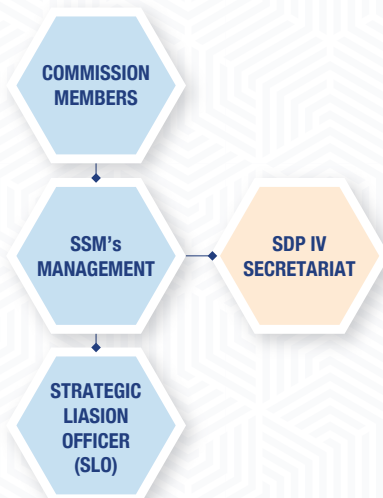 COMMISSION
MEMBERS
SSM's
MANAGEMENT
SDP IV
SECRETARIAT
STRATEGIC
LIASION
OFFICER
(SLO)